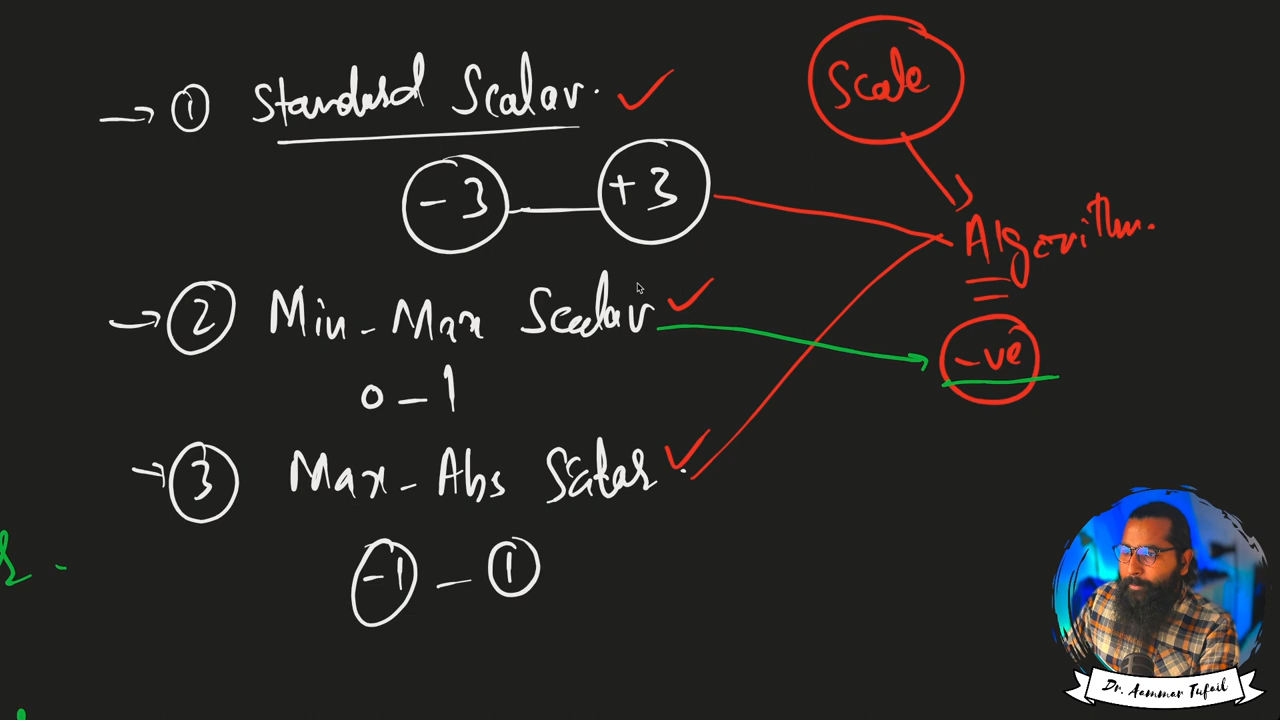 → ① Standard Scalar. ✓
-3 — +3
→ ② Min-Max Scalar ✓
0 - 1
→ ③ Max-Abs Scalar ✓
-1 - 1
Scale
Algorithm.
-ve
Dr. Aammar Tufail